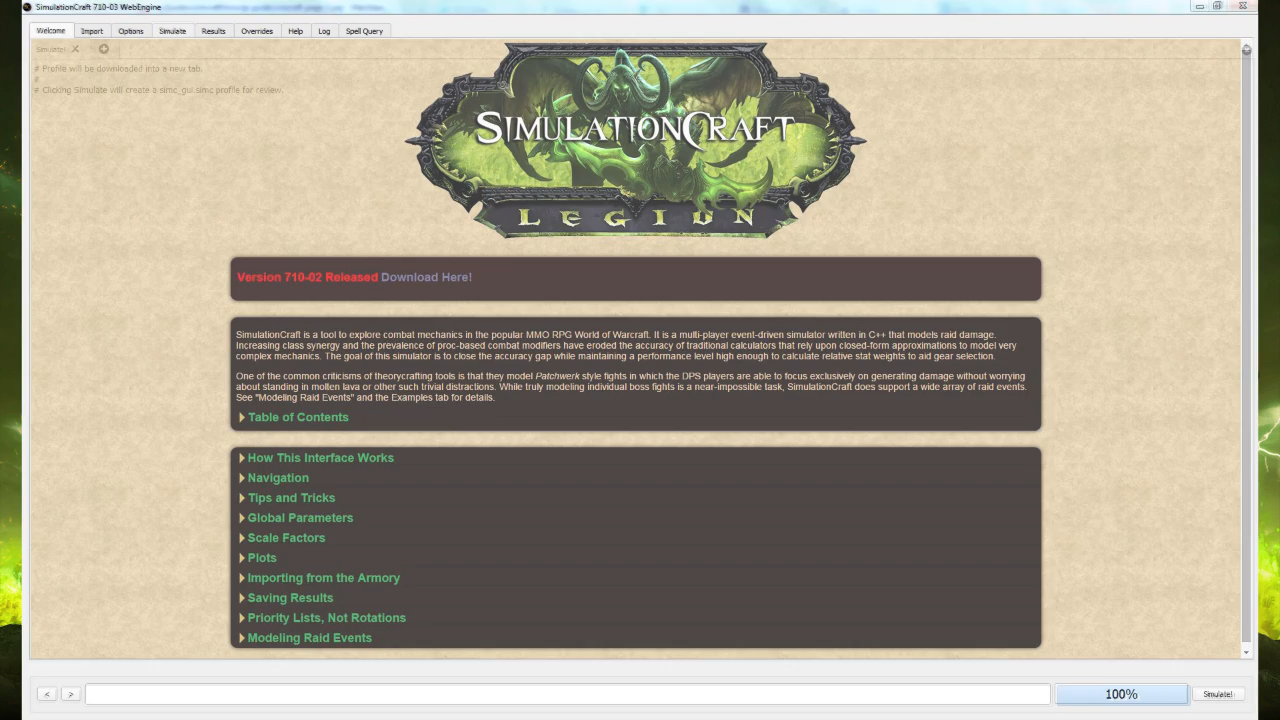 SimulationCraft 710-03 WebEngine
Welcome Import Options Simulate Results Overrides Help Log Spell Query
Simulate!
# Profile will be downloaded into a new tab.
#
# Clicking Simulate will create a simc_gui.simc profile for review.
SIMULATIONCRAFT
LEGION
Version 710-02 Released Download Here!
SimulationCraft is a tool to explore combat mechanics in the popular MMO RPG World of Warcraft. It is a multi-player event-driven simulator written in C++ that models raid damage.
Increasing class synergy and the prevalence of proc-based combat modifiers have eroded the accuracy of traditional calculators that rely upon closed-form approximations to model very
complex mechanics. The goal of this simulator is to close the accuracy gap while maintaining a performance level high enough to calculate relative stat weights to aid gear selection.
One of the common criticisms of theorycrafting tools is that they model Patchwerk style fights in which the DPS players are able to focus exclusively on generating damage without worrying
about standing in molten lava or other such trivial distractions. While truly modeling individual boss fights is a near-impossible task, SimulationCraft does support a wide array of raid events.
See "Modeling Raid Events" and the Examples tab for details.
Table of Contents
How This Interface Works
Navigation
Tips and Tricks
Global Parameters
Scale Factors
Plots
Importing from the Armory
Saving Results
Priority Lists, Not Rotations
Modeling Raid Events
< > 100% Simulate!